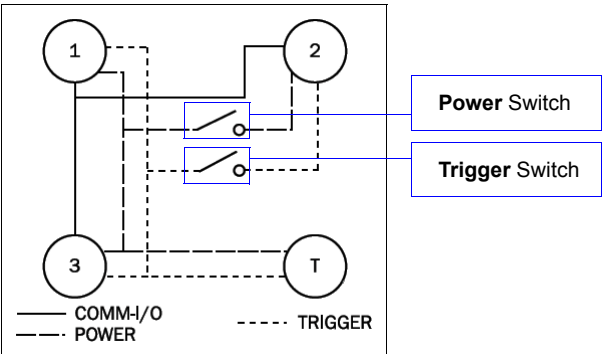 1
2
Power Switch
Trigger Switch
3
T
COMM-I/O
POWER
TRIGGER